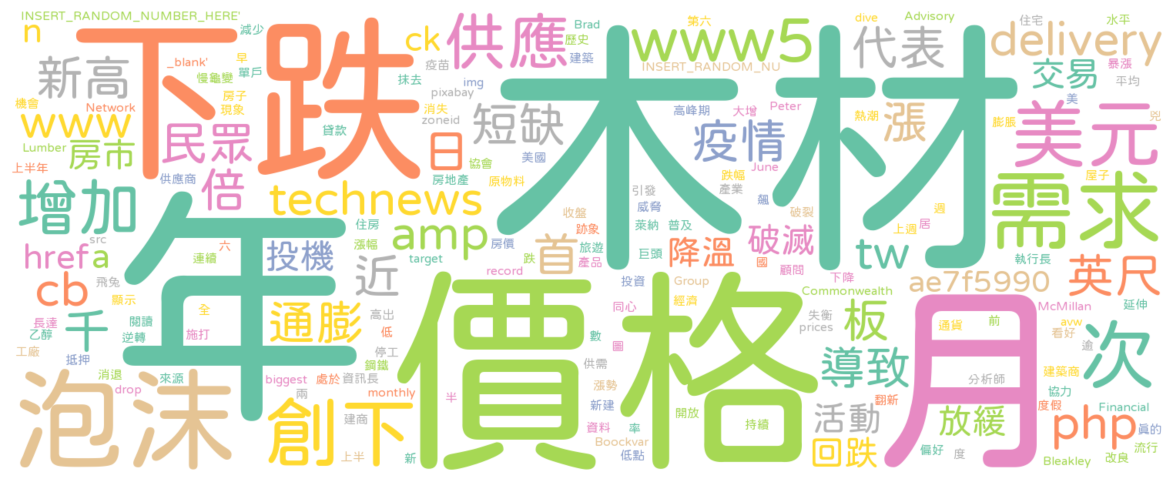 INSERT_RANDOM_NUMBER_HERE'
n
減少
下跌
ck
供應
Brad
歷史
建築
www5
INSERT_RANDOM_NU
第六
dive
Advisory
代表
住宅
水平
delivery
暴漲
平均
新高
_blank'
早
單戶
慢龜變
房子
現象
疫苗
抹去
img
pixabay
木材
交易
美
機會
Network
www
民眾
日
貸款
消失
zoneid
短缺
高峰期
大增
Peter
疫情
熱潮
漲
膨脹
美元
兇
Lumber
房市
上半年
供應商
倍
協會
房地產
美國
原物料
June
跌幅
產業
需求
屋子
增加
technews
引發
威脅
飆
破裂
週
居
上週
年
住房
漲幅
target
amp
房價
收盤
跡象
首
旅遊
產品
跌
萊納
普及
巨頭
降溫
破滅
國
顧問
tw
執行長
英尺
href
a
src
六
連續
投機
近
record
價格
投資
Group
下降
ae7f5990
Commonwealth
月
cb
飛兔
顯示
全
通膨
高出
低
停工
同心
經濟
失衡
prices
板
通貨
前
McMillan
延伸
長達
乙醇
千
閱讀
逆轉
施打
數
圖
avw
看好
逾
次
工廠
抵押
鋼鐵
供需
導致
分析師
建築商
泡沫
消退
drop
來源
biggest
兩
處於
資訊長
monthly
漲勢
翻新
協力
度假
Financial
創下
建商
半
新建
資料
率
開放
持續
活動
放緩
php
眞的
流行
上半
新
Boockvar
低點
回跌
偏好
度
Bleakley
改良